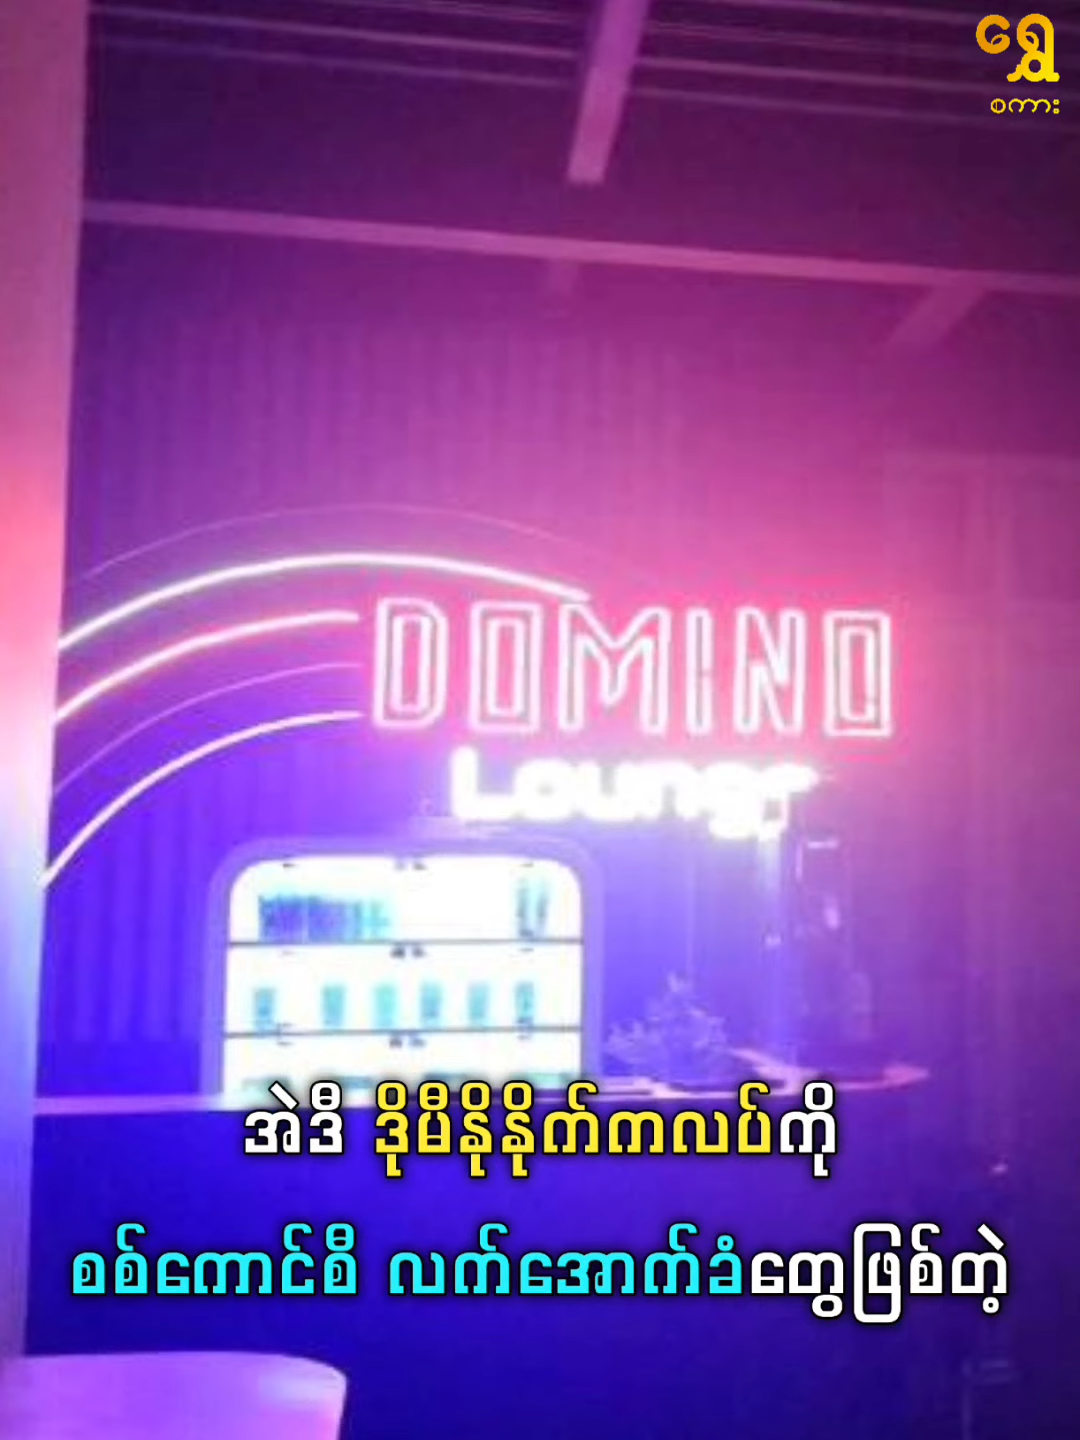 ရွှေ
စကား
DOMINO
Lounge
အဲဒီ ဒိုမီနိုနိုက်ကလပ်ကို
စစ်ကောင်စီ လက်အောက်ခံတွေဖြစ်တဲ့